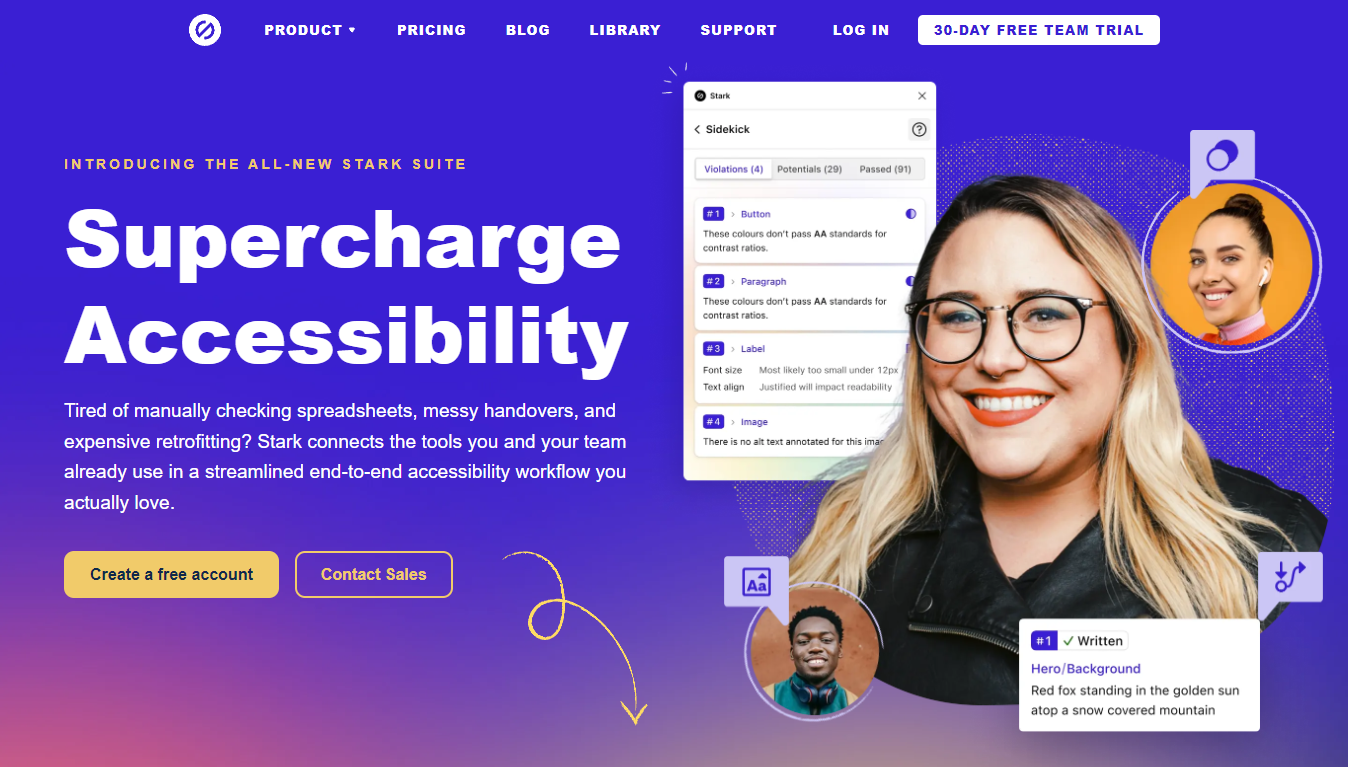 PRODUCT
PRICING
BLOG
LIBRARY
SUPPORT
LOG IN
30-DAY FREE TEAM TRIAL
INTRODUCING THE ALL-NEW STARK SUITE
Supercharge
Accessibility
Tired of manually checking spreadsheets, messy handovers, and
expensive retrofitting? Stark connects the tools you and your team
already use in a streamlined end-to-end accessibility workflow you
actually love.
Create a free account
Contact Sales
Stark
Sidekick
Violations (4)
Potentials (29)
Passed (91)
#1 › Button
These colours don't pass AA standards for
contrast ratios.
#2 › Paragraph
These colours don't pass AA standards for
contrast ratios.
#3 › Label
Font size Most likely too small under 12px
Text align Justified will impact readability
#4 › Image
There is no alt text annotated for this
Aa
#1 ✓ Written
Hero/Background
Red fox standing in the golden sun
atop a snow covered mountain